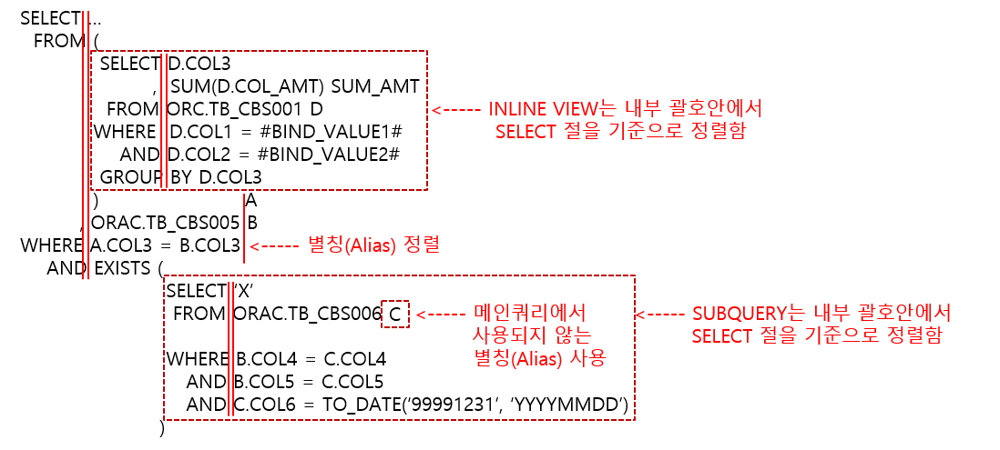 SELECT ...
FROM (
SELECT D.COL3
, SUM(D.COL_AMT) SUM_AMT
FROM ORC.TB_CBS001 D <----- INLINE VIEW는 내부 괄호안에서
WHERE D.COL1 = #BIND_VALUE1# SELECT 절을 기준으로 정렬함
AND D.COL2 = #BIND_VALUE2#
GROUP BY D.COL3
) A
, ORAC.TB_CBS005 B
WHERE A.COL3 = B.COL3 <----- 별칭(Alias) 정렬
AND EXISTS (
SELECT 'X'
FROM ORAC.TB_CBS006 C <----- 메인쿼리에서 <----- SUBQUERY는 내부 괄호안에서
사용되지 않는 SELECT 절을 기준으로 정렬함
WHERE B.COL4 = C.COL4 별칭(Alias) 사용
AND B.COL5 = C.COL5
AND C.COL6 = TO_DATE('99991231', 'YYYYMMDD')
)